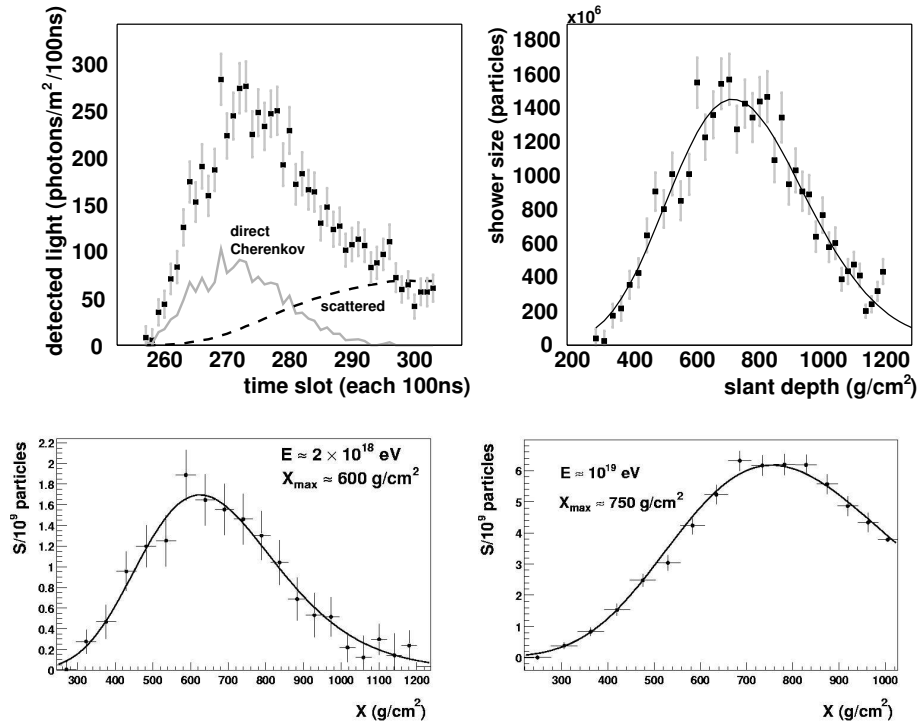 detected light (photons/m²/100ns)
300
250
200
150
100
50
0
direct
Cherenkov
scattered
260 270 280 290 300
time slot (each 100ns)
x10⁶
shower size (particles)
1800
1600
1400
1200
1000
800
600
400
200
0
200 400 600 800 1000 1200
slant depth (g/cm²)
S/10⁹ particles
2.2
2
1.8
1.6
1.4
1.2
1
0.8
0.6
0.4
0.2
0
E ≈ 2 × 10¹⁸ eV
Xmax ≈ 600 g/cm²
300 400 500 600 700 800 900 1000 1100 1200
X (g/cm²)
S/10⁹ particles
6
5
4
3
2
1
0
E ≈ 10¹⁹ eV
Xmax ≈ 750 g/cm²
300 400 500 600 700 800 900 1000
X (g/cm²)